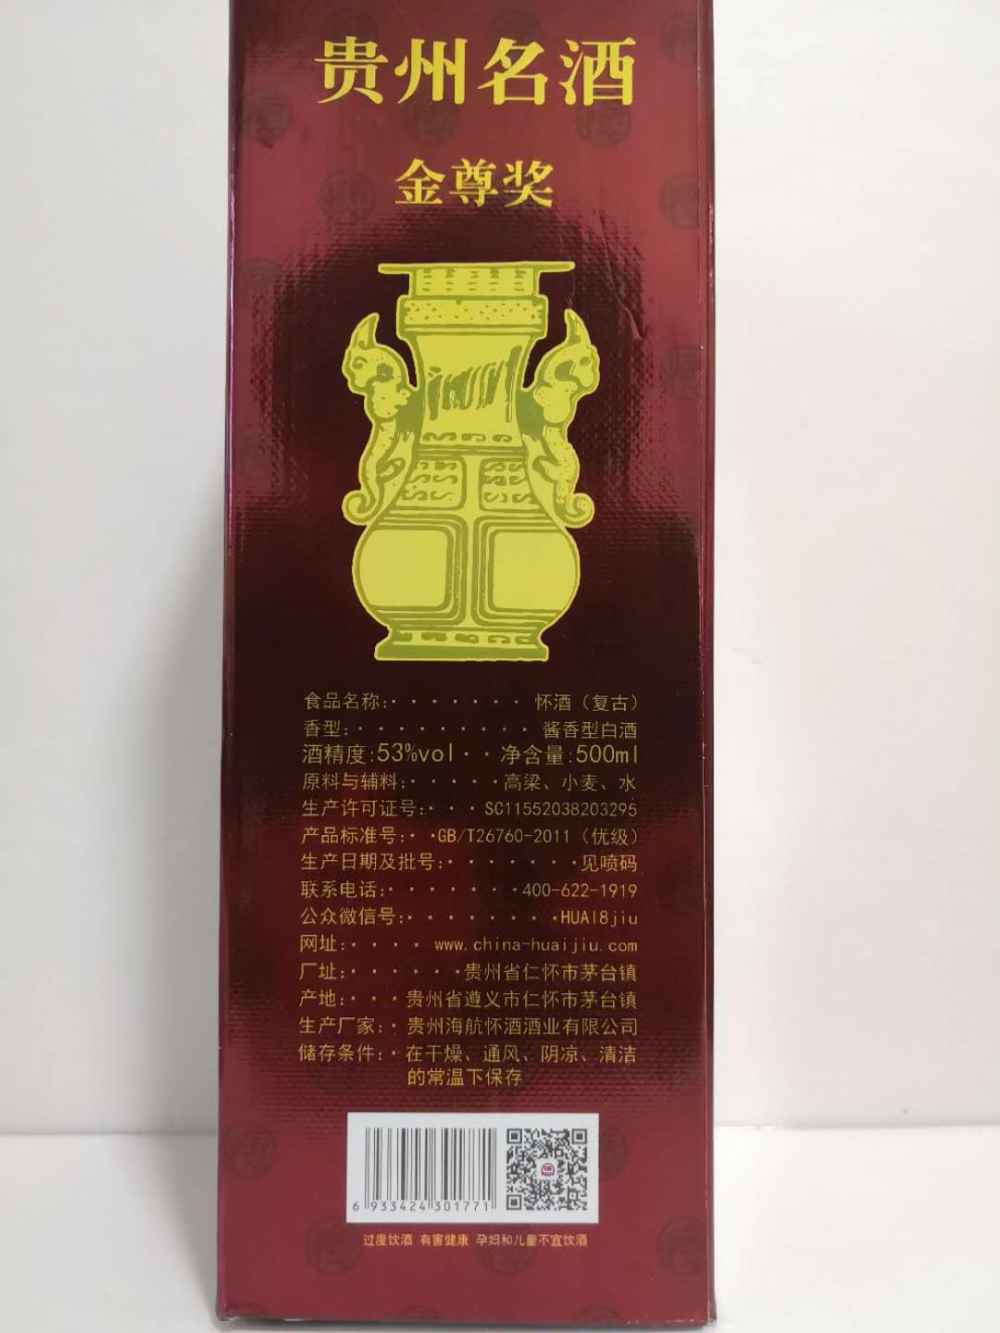 贵州名酒
金尊奖
食品名称:·······怀酒（复古）
香型:·········酱香型白酒
酒精度:53%vol··净含量:500ml
原料与辅料:·····高梁、小麦、水
生产许可证号:···SC11552038203295
产品标准号:··GB/T26760-2011（优级）
生产日期及批号:·······见喷码
联系电话:·······400-622-1919
公众微信号:········HUAI8jiu
网址:····www.china-huaijiu.com
厂址:······贵州省仁怀市茅台镇
产地:···贵州省遵义市仁怀市茅台镇
生产厂家:·贵州海航怀酒酒业有限公司
储存条件:·在干燥、通风、阴凉、清洁
的常温下保存
6 933424 301771
过度饮酒 有害健康 孕妇和儿童不宜饮酒